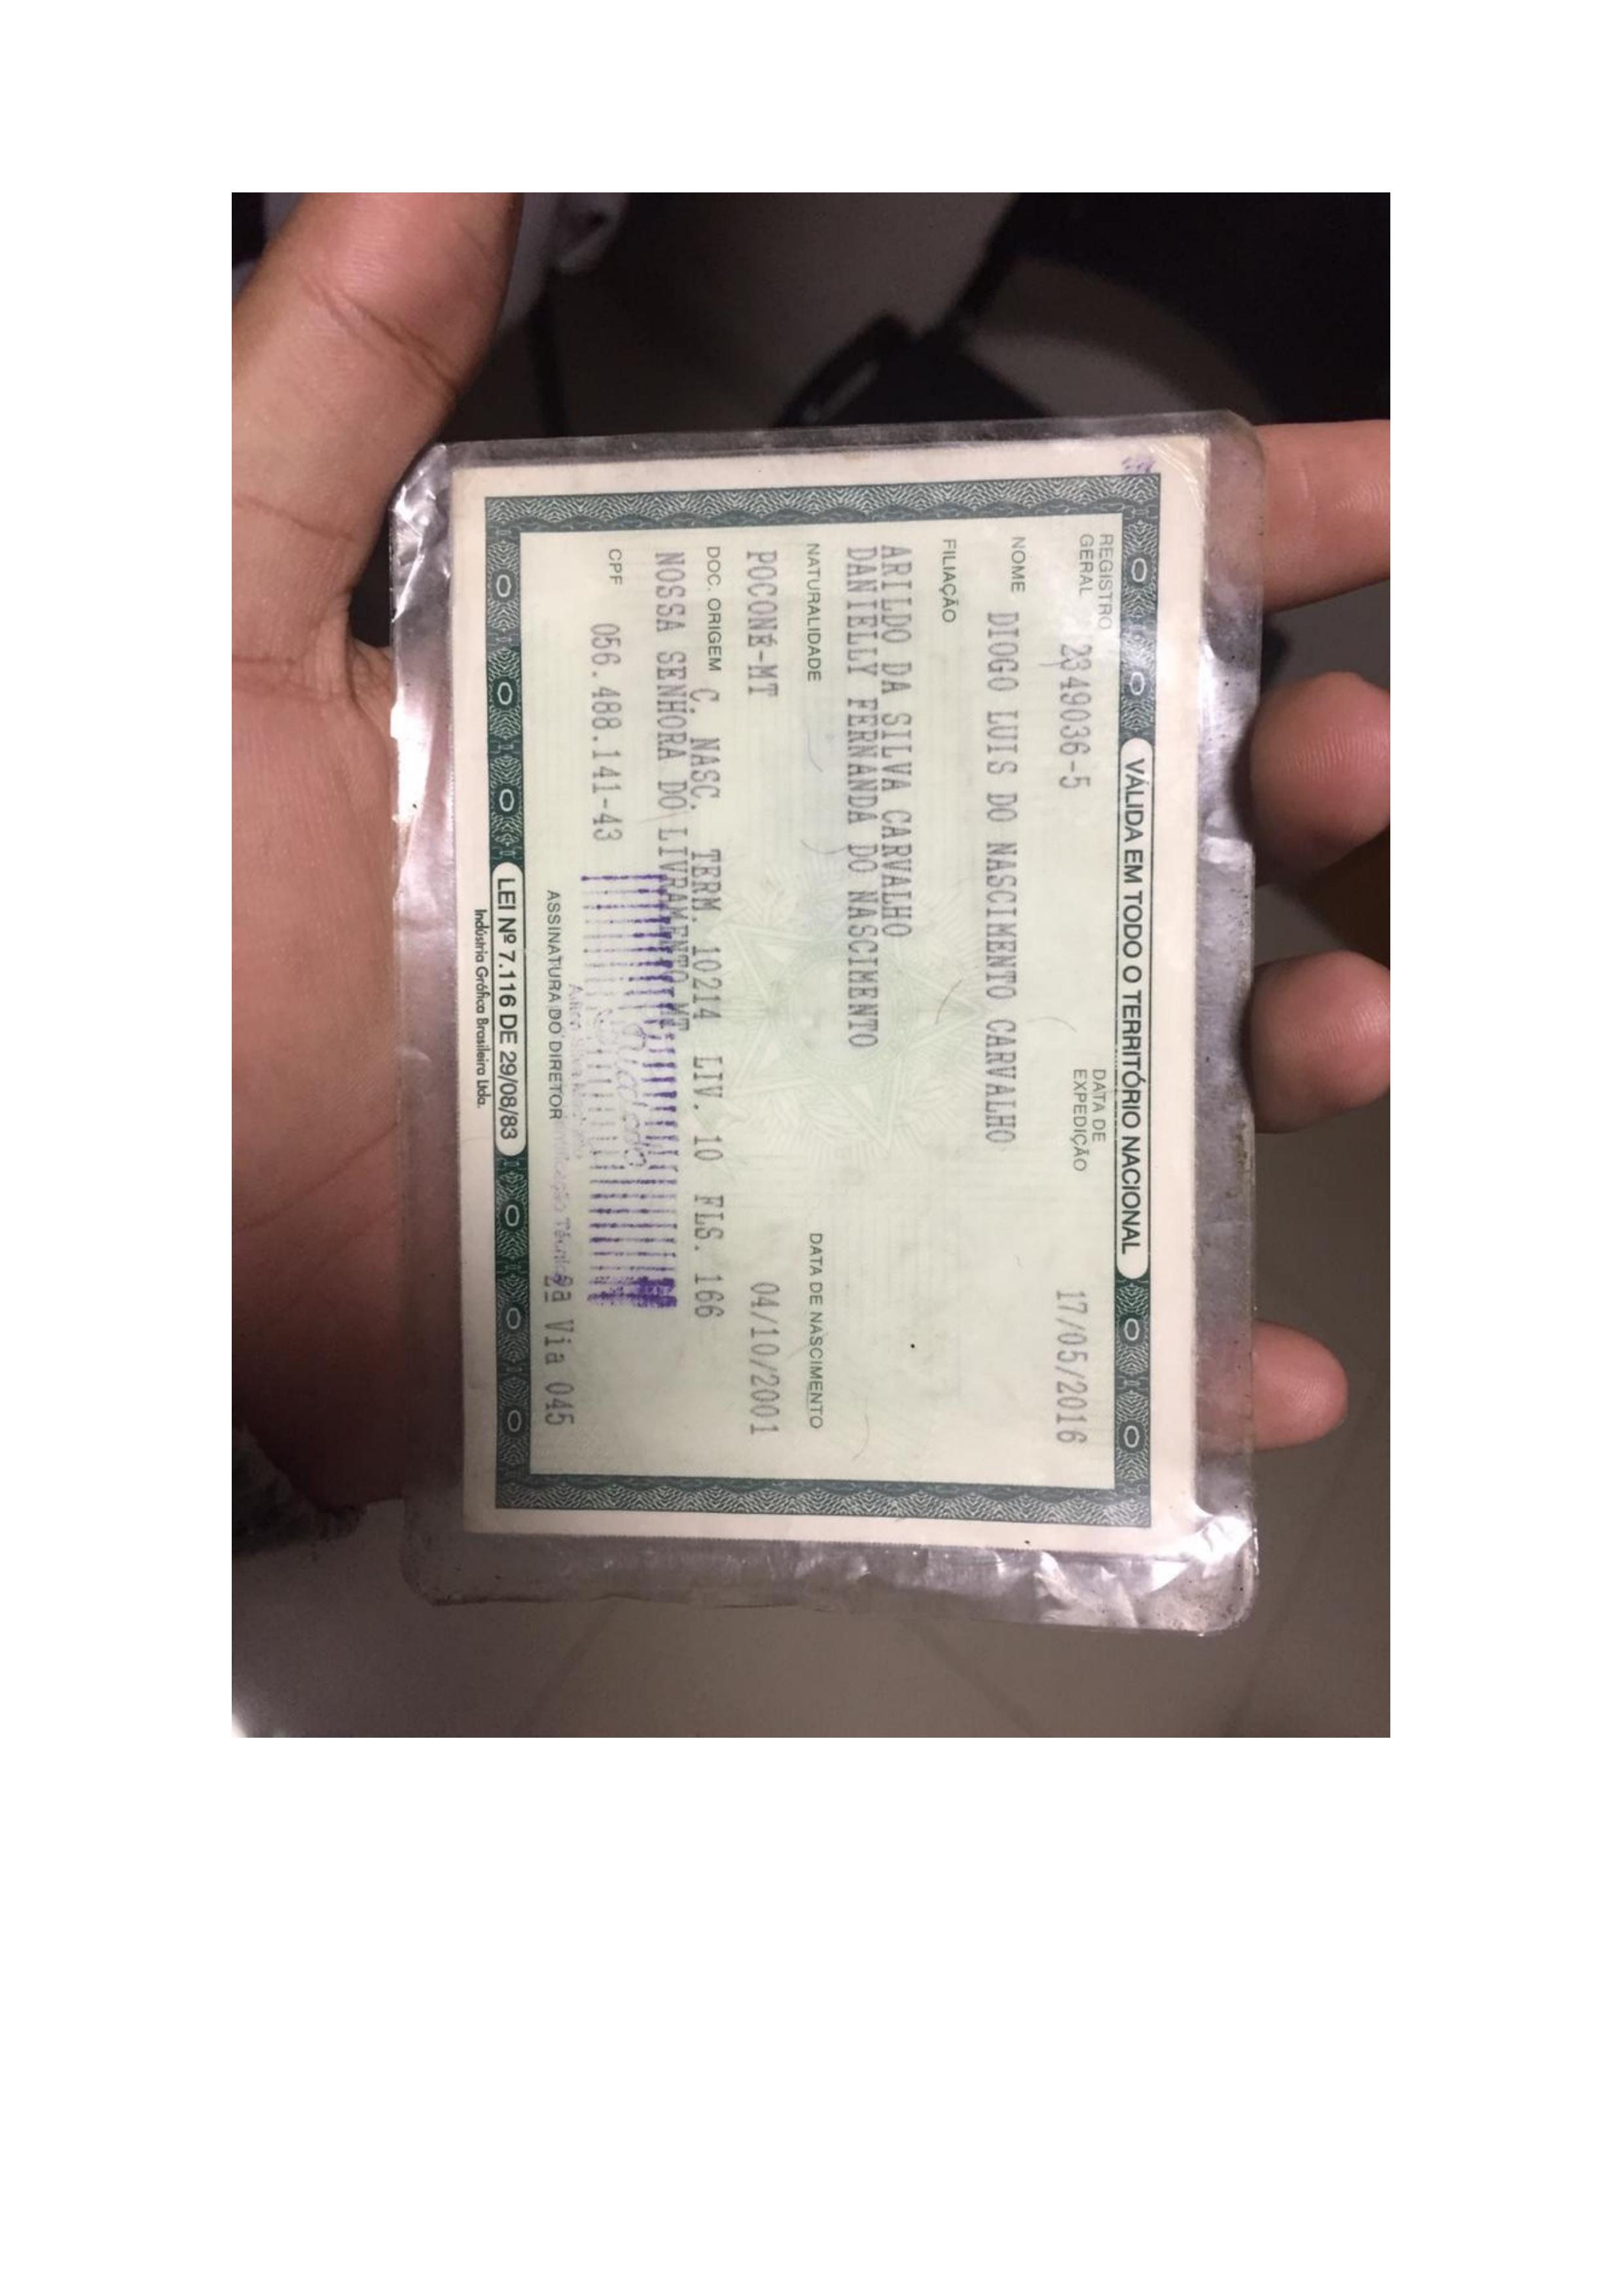 VÁLIDA EM TODO O TERRITÓRIO NACIONAL
REGISTRO GERAL 2349036-5 DATA DE EXPEDIÇÃO 17/05/2016
NOME DIOGO LUIS DO NASCIMENTO CARVALHO
FILIAÇÃO
ARILDO DA SILVA CARVALHO
DANIELLY FERNANDA DO NASCIMENTO
NATURALIDADE DATA DE NASCIMENTO
POCONÉ-MT 04/10/2001
DOC. ORIGEM C. NASC. TERM. 10214 LIV. 10 FLS. 166
NOSSA SENHORA DO LIVRAMENTO MT
CPF 056.488.141-43
2ª Via 045
ASSINATURA DO DIRETOR
LEI Nº 7.116 DE 29/08/83
Indústria Gráfica Brasileira Ltda.